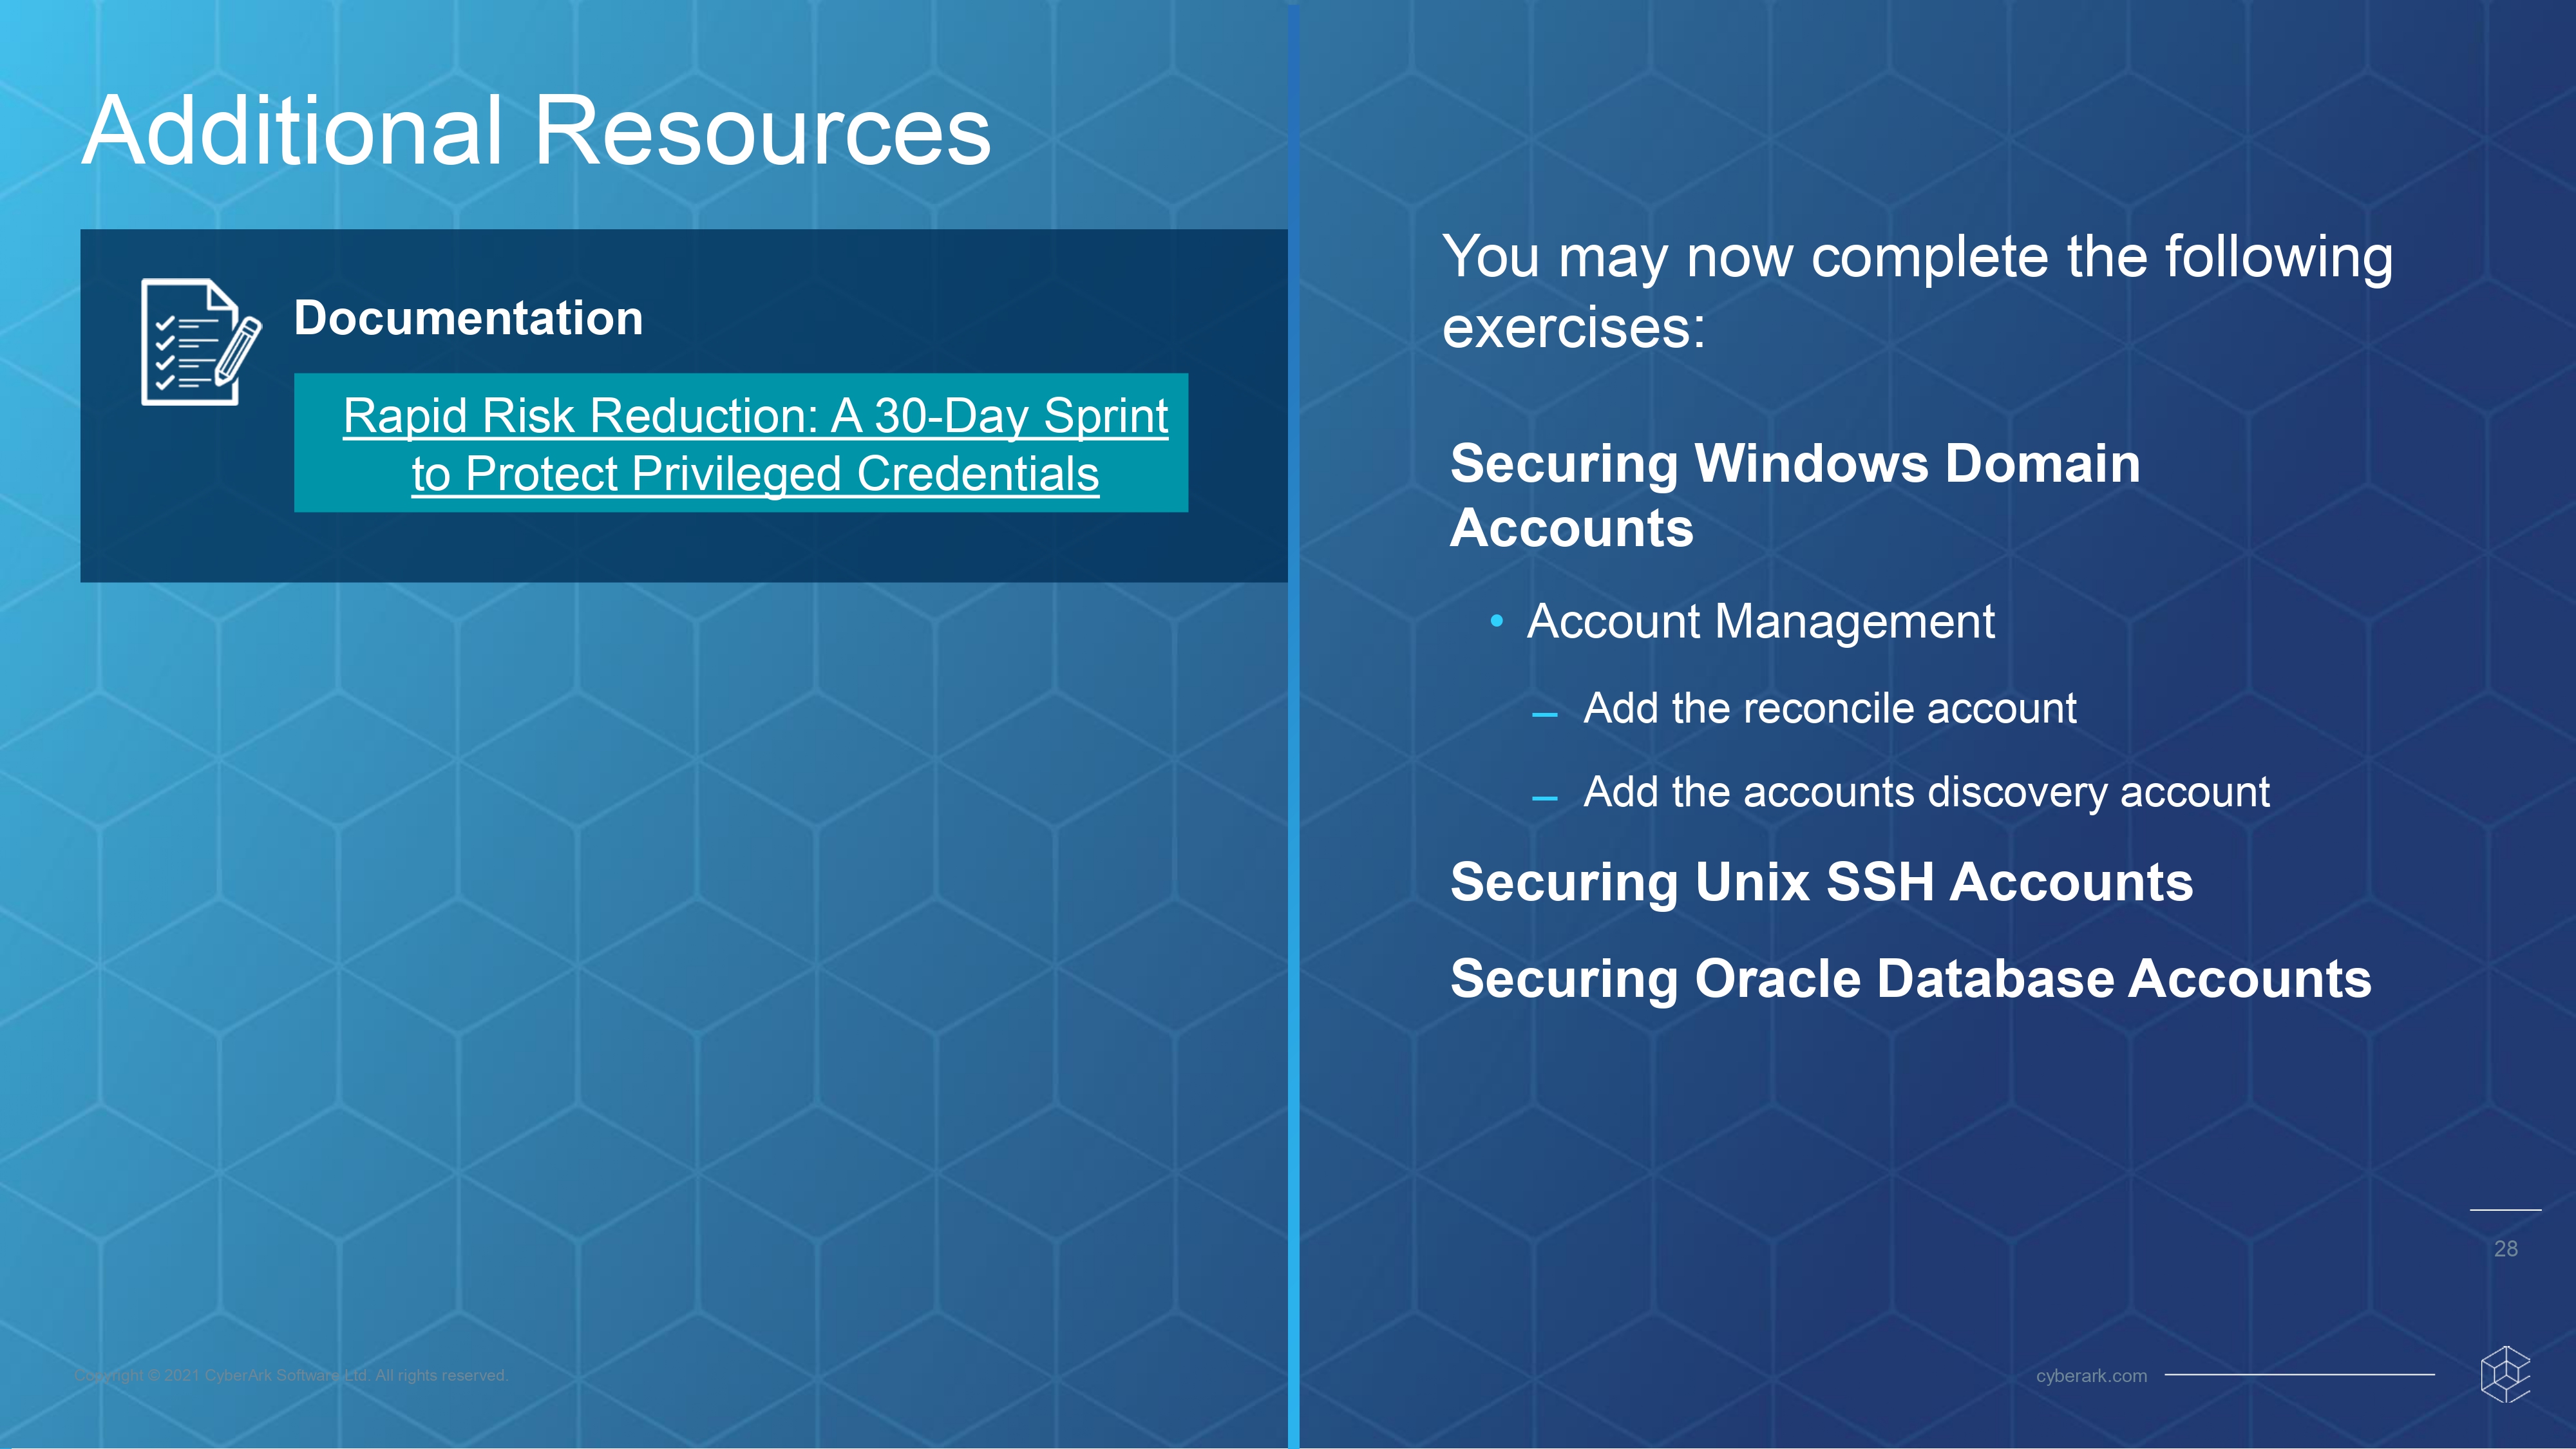 Additional Resources
Documentation
Rapid Risk Reduction: A 30-Day Sprint
to Protect Privileged Credentials
You may now complete the following
exercises:
Securing Windows Domain
Accounts
• Account Management
– Add the reconcile account
– Add the accounts discovery account
Securing Unix SSH Accounts
Securing Oracle Database Accounts
28
Copyright © 2021 CyberArk Software Ltd. All rights reserved.
cyberark.com